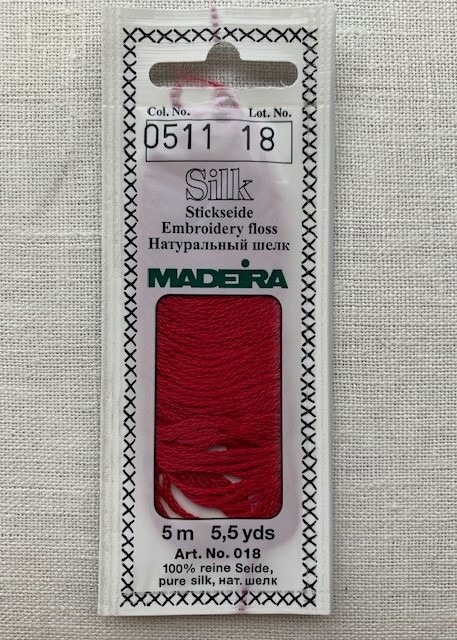 Col. No. Lot. No.
0511 18
Silk
Stickseide
Embroidery floss
Натуральный шелк
MADEIRA
5 m 5,5 yds
Art. No. 018
100% reine Seide,
pure silk, нат. шелк